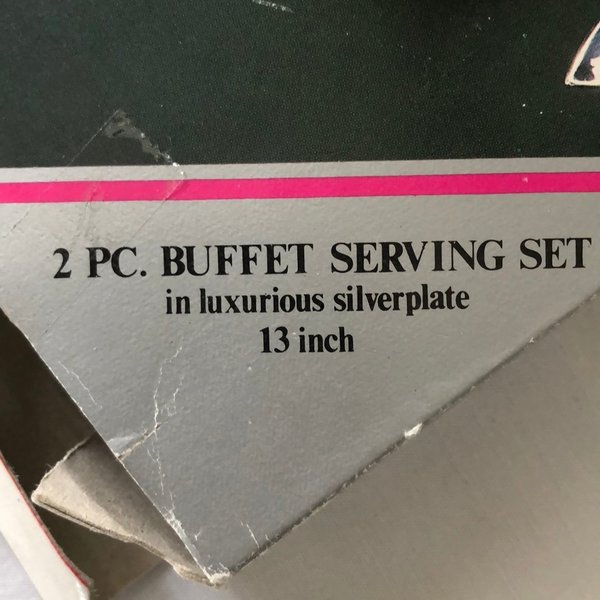 2 PC. BUFFET SERVING SET
in luxurious silverplate
13 inch